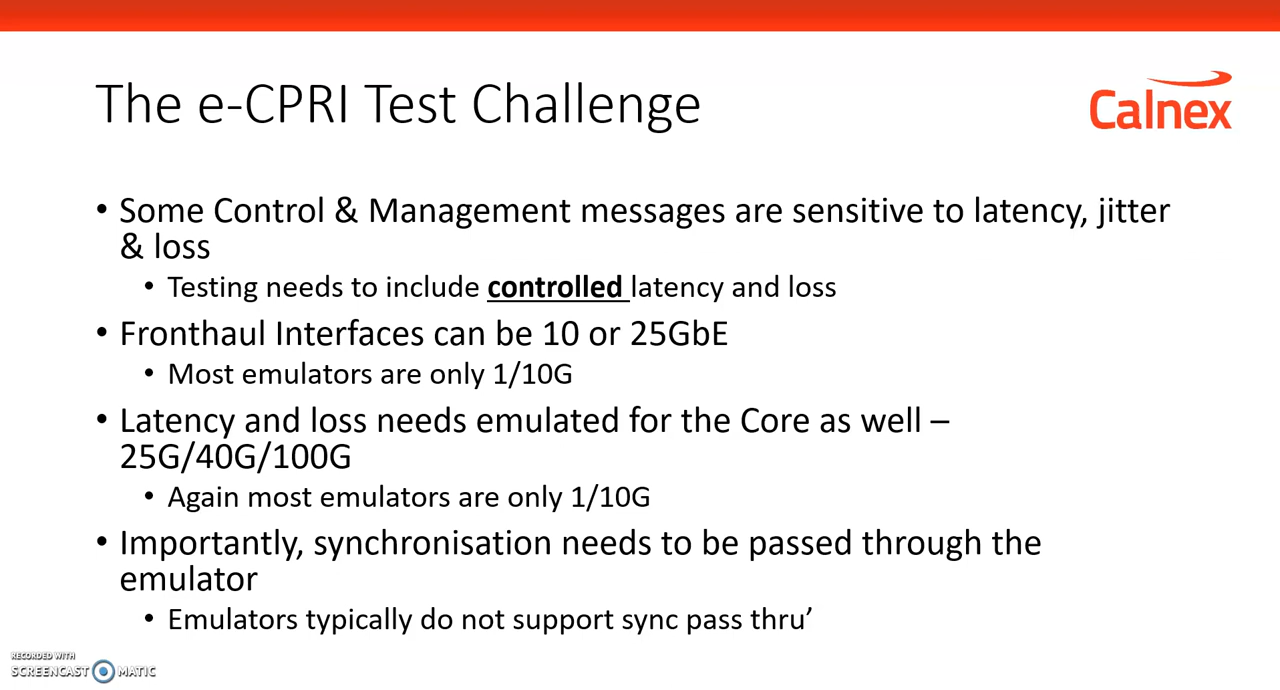 The e-CPRI Test Challenge
Calnex
• Some Control & Management messages are sensitive to latency, jitter
& loss
• Testing needs to include controlled latency and loss
• Fronthaul Interfaces can be 10 or 25GbE
• Most emulators are only 1/10G
• Latency and loss needs emulated for the Core as well –
25G/40G/100G
• Again most emulators are only 1/10G
• Importantly, synchronisation needs to be passed through the
emulator
• Emulators typically do not support sync pass thru’
RECORDED WITH
SCREENCAST MATIC